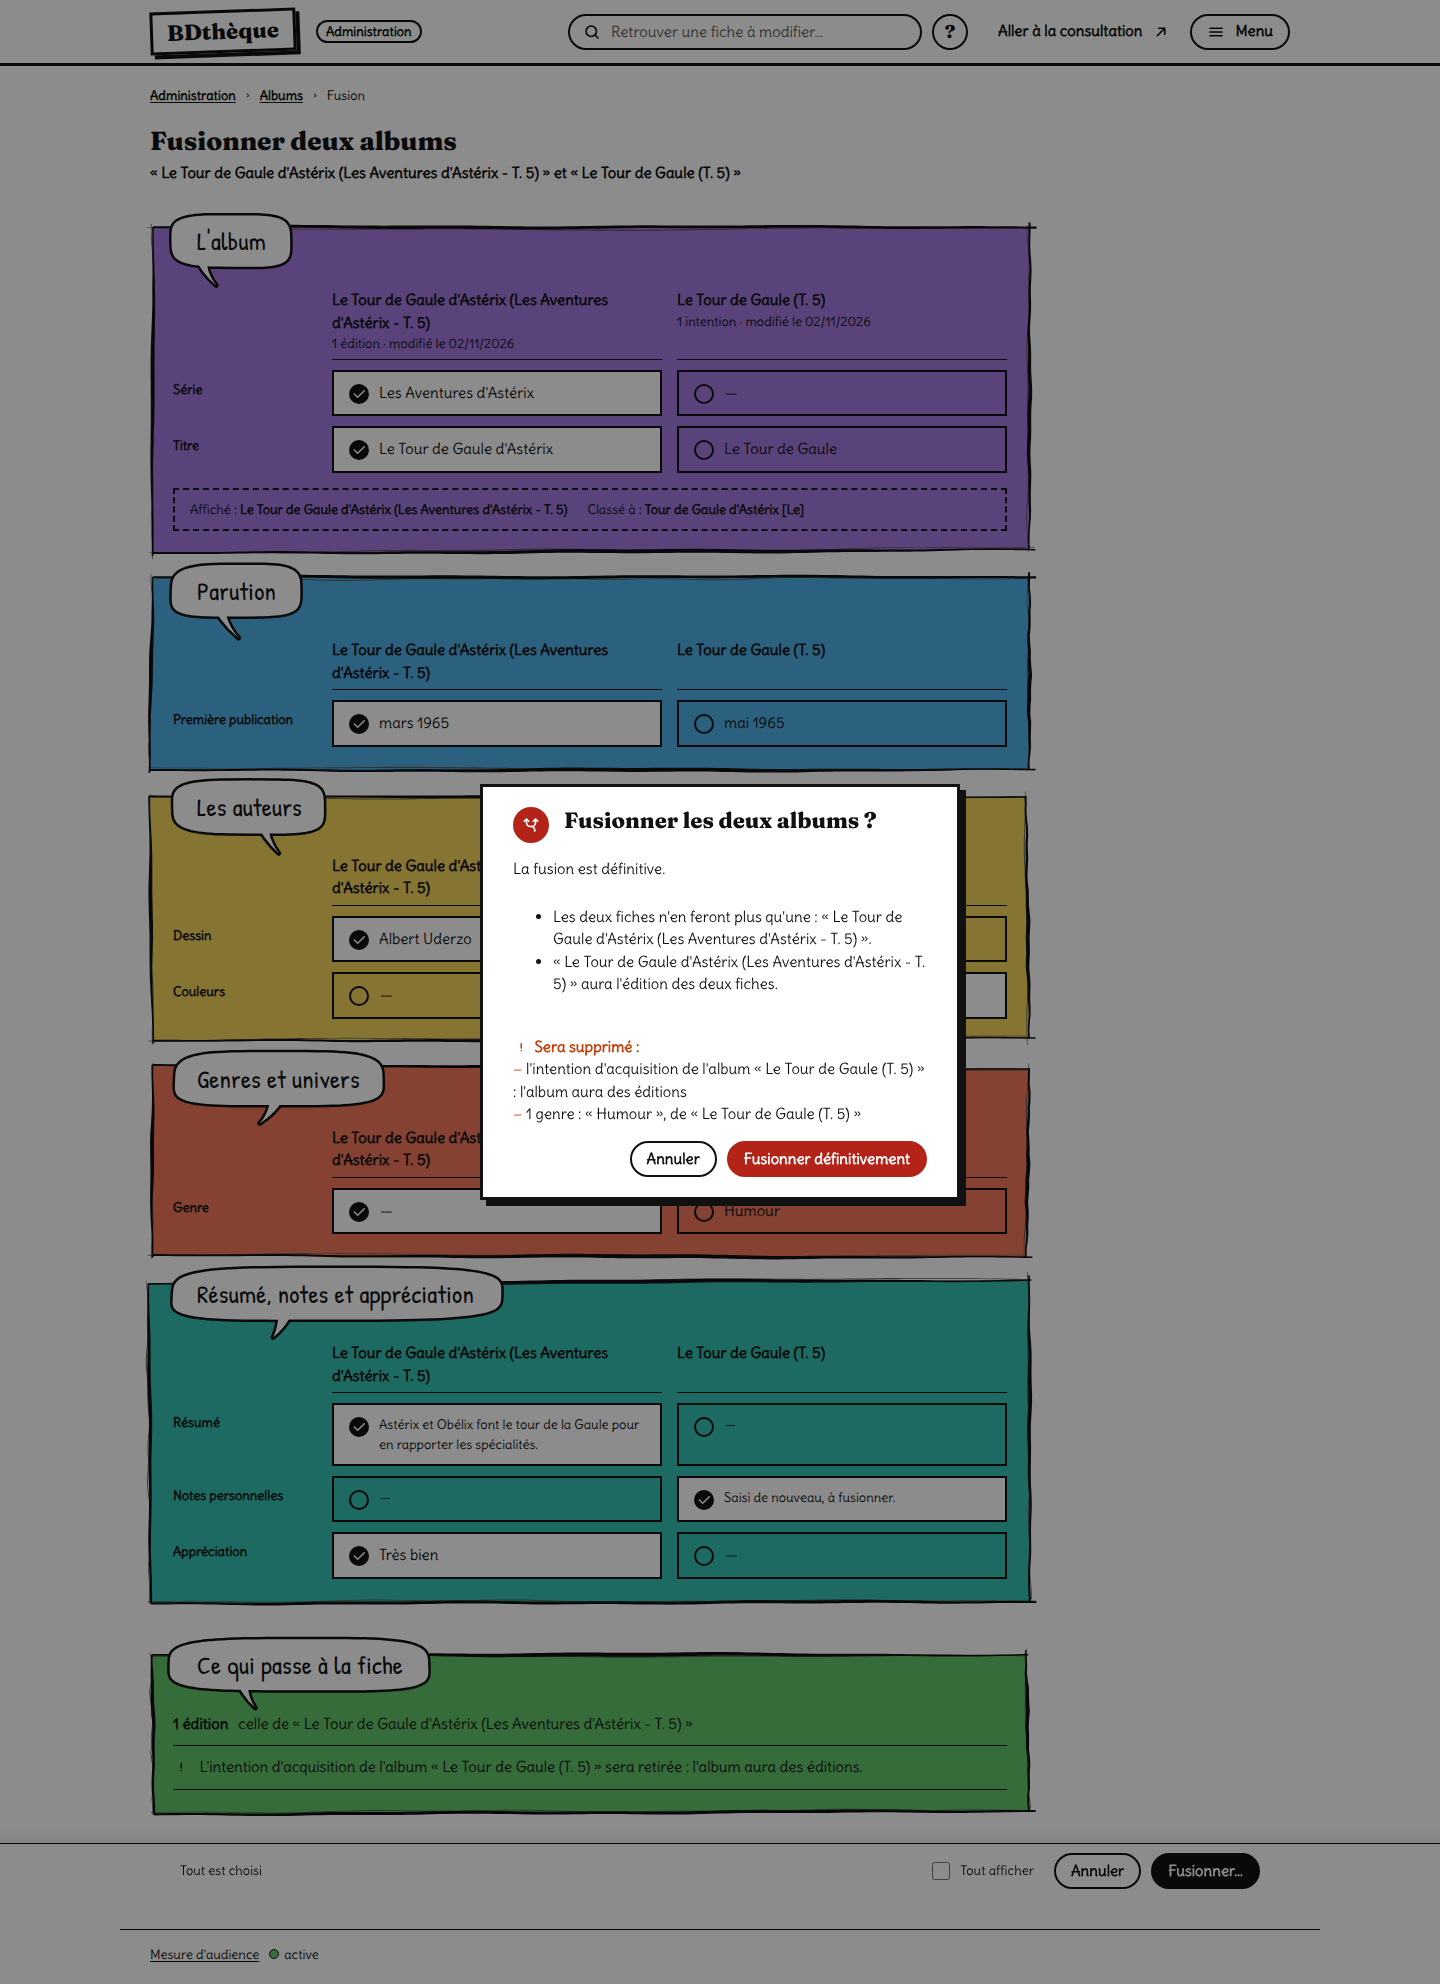 BDthèque
Administration
Retrouver une fiche à modifier...
?
Aller à la consultation
Menu
Administration › Albums › Fusion
Fusionner deux albums
« Le Tour de Gaule d'Astérix (Les Aventures d'Astérix - T. 5) » et « Le Tour de Gaule (T. 5) »
L'album
Le Tour de Gaule d'Astérix (Les Aventures
d'Astérix - T. 5)
1 édition · modifié le 02/11/2026
Le Tour de Gaule (T. 5)
1 intention · modifié le 02/11/2026
Série
Les Aventures d'Astérix
—
Titre
Le Tour de Gaule d'Astérix
Le Tour de Gaule
Affiché : Le Tour de Gaule d'Astérix (Les Aventures d'Astérix - T. 5) Classé à : Tour de Gaule d'Astérix [Le]
Parution
Le Tour de Gaule d'Astérix (Les Aventures
d'Astérix - T. 5)
Le Tour de Gaule (T. 5)
Première publication
mars 1965
mai 1965
Les auteurs
Le Tour de Gaule d'Ast
d'Astérix - T. 5)
Dessin
Albert Uderzo
Couleurs
—
Genres et univers
Le Tour de Gaule d'Ast
d'Astérix - T. 5)
Genre
—
Humour
Fusionner les deux albums ?
La fusion est définitive.
• Les deux fiches n'en feront plus qu'une : « Le Tour de
Gaule d'Astérix (Les Aventures d'Astérix - T. 5) ».
• « Le Tour de Gaule d'Astérix (Les Aventures d'Astérix - T.
5) » aura l'édition des deux fiches.
! Sera supprimé :
– l'intention d'acquisition de l'album « Le Tour de Gaule (T. 5) »
: l'album aura des éditions
– 1 genre : « Humour », de « Le Tour de Gaule (T. 5) »
Annuler
Fusionner définitivement
Résumé, notes et appréciation
Le Tour de Gaule d'Astérix (Les Aventures
d'Astérix - T. 5)
Le Tour de Gaule (T. 5)
Résumé
Astérix et Obélix font le tour de la Gaule pour
en rapporter les spécialités.
—
Notes personnelles
—
Saisi de nouveau, à fusionner.
Appréciation
Très bien
—
Ce qui passe à la fiche
1 édition celle de « Le Tour de Gaule d'Astérix (Les Aventures d'Astérix - T. 5) »
! L'intention d'acquisition de l'album « Le Tour de Gaule (T. 5) » sera retirée : l'album aura des éditions.
Tout est choisi
Tout afficher
Annuler
Fusionner...
Mesure d'audience
active